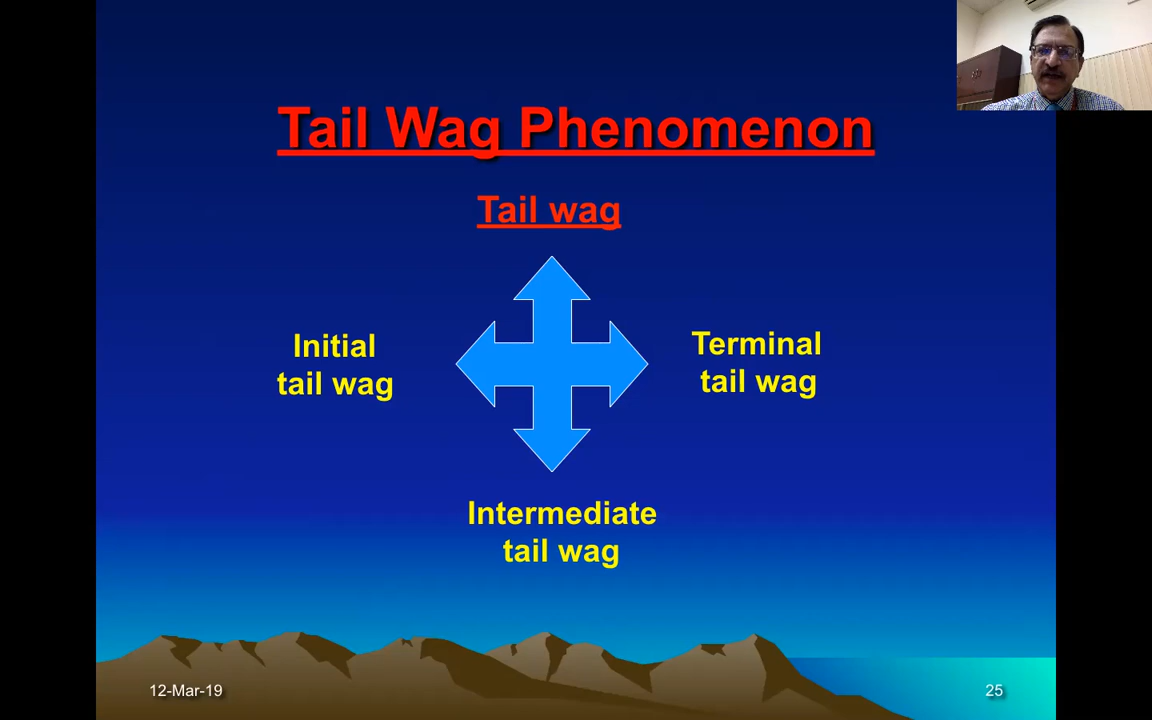 Tail Wag Phenomenon
Tail wag
Initial
tail wag
Terminal
tail wag
Intermediate
tail wag
12-Mar-19
25